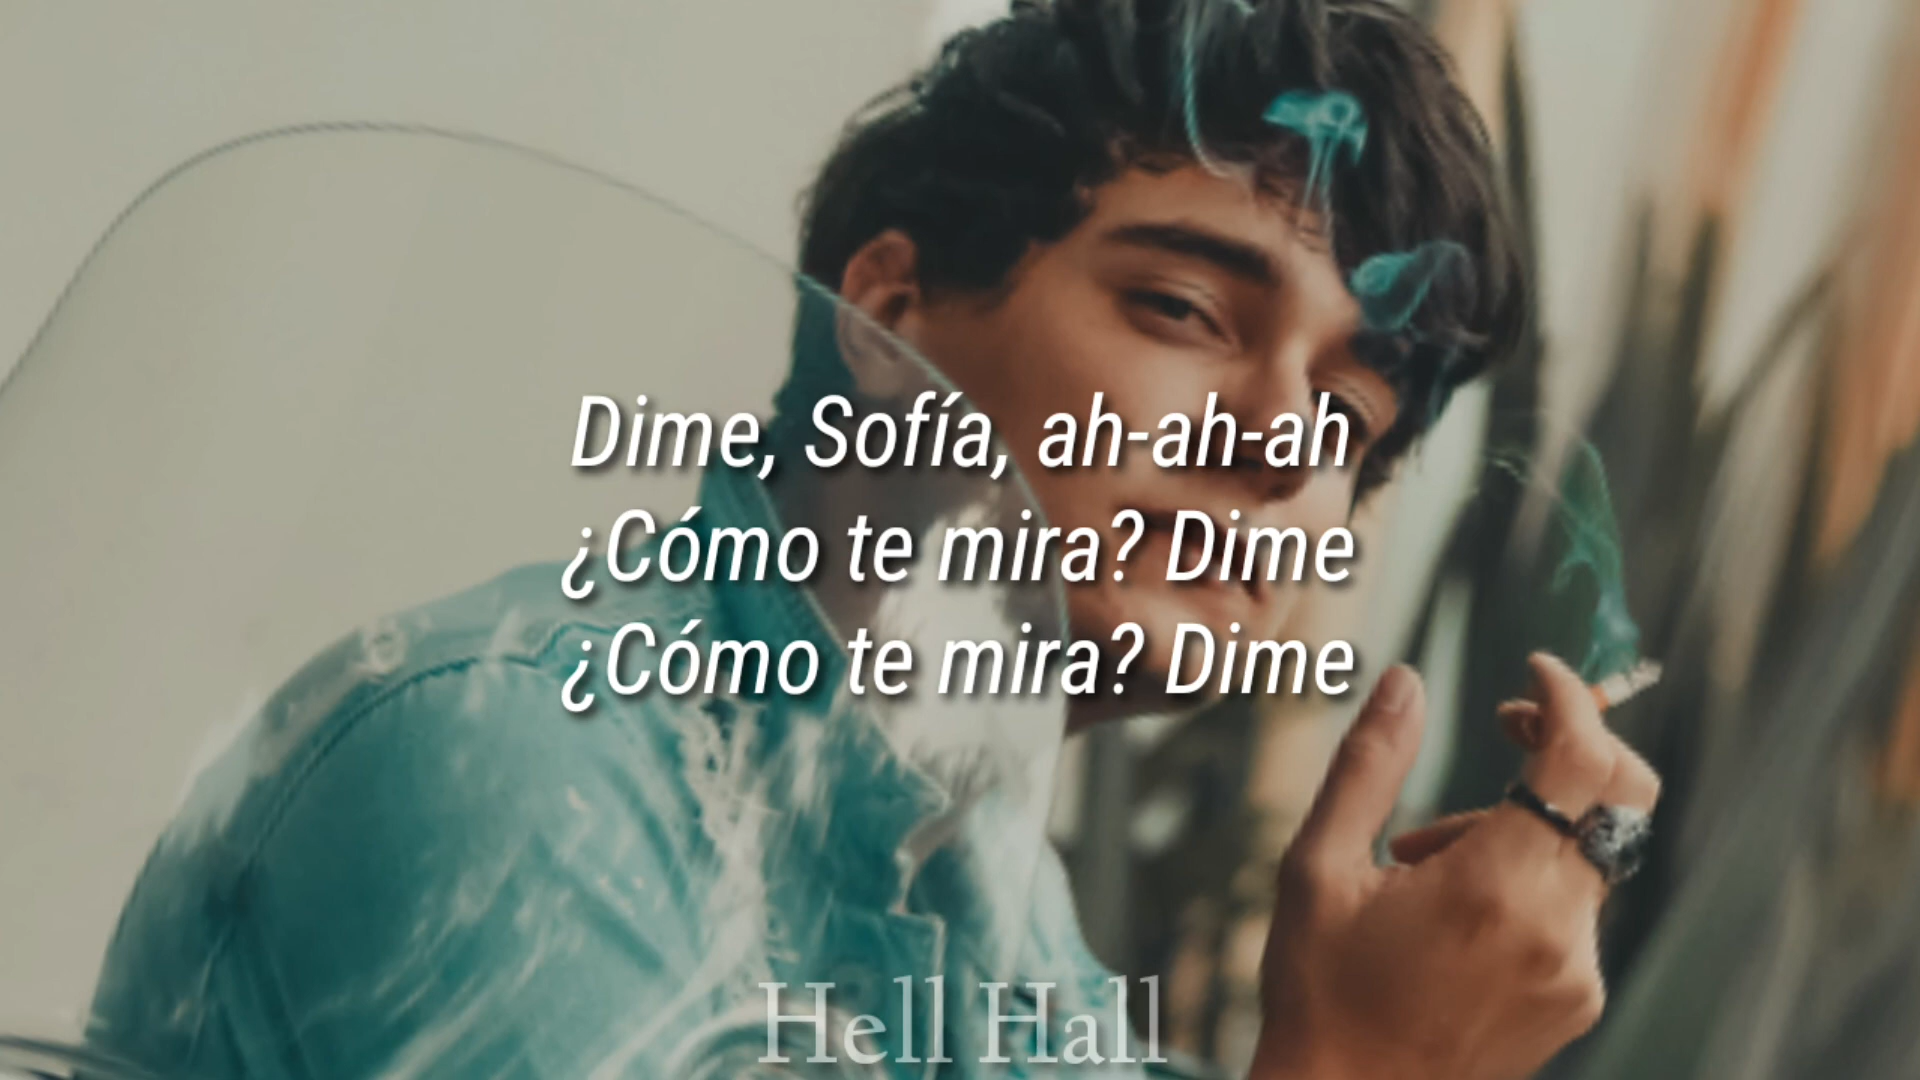 Dime, Sofía, ah-ah-ah
¿Cómo te mira? Dime
¿Cómo te mira? Dime
Hell Hall